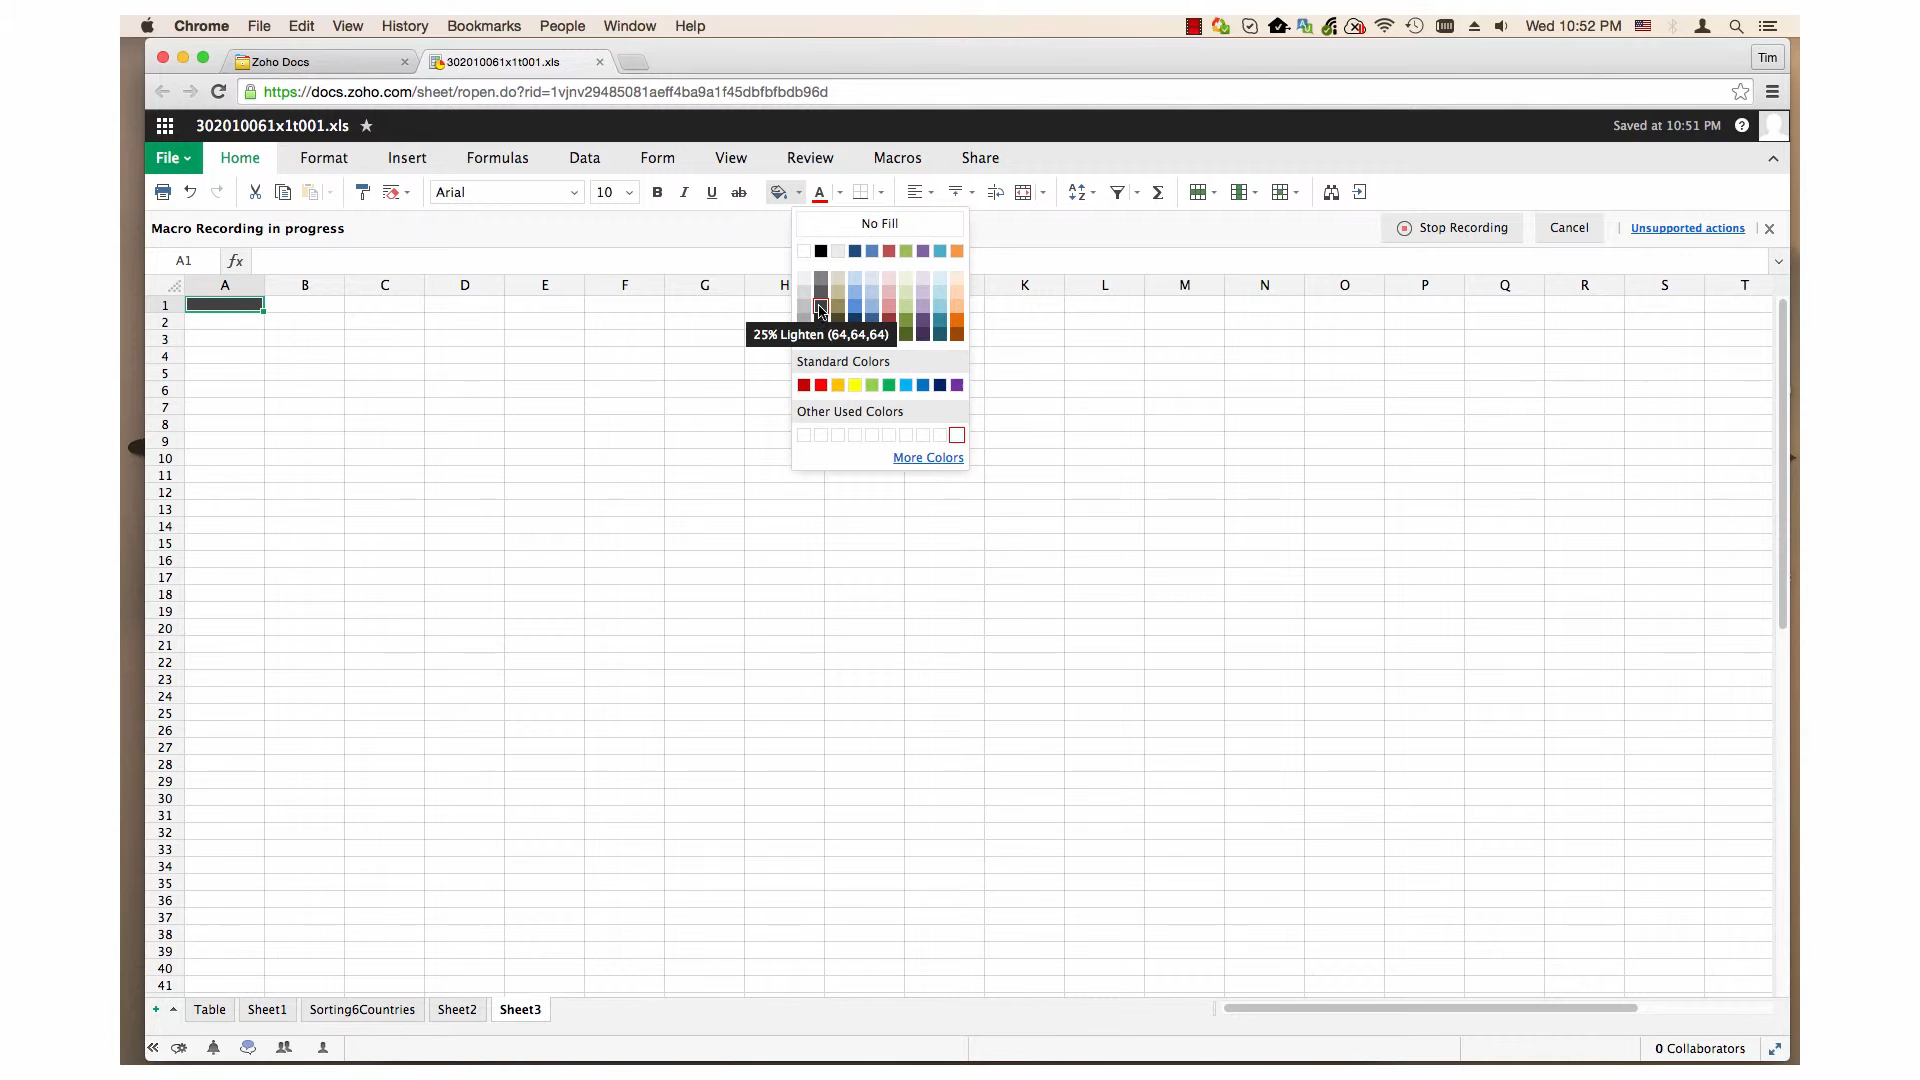 Chrome File Edit View History Bookmarks People Window Help Wed 10:52 PM
Zoho Docs 302010061x1t001.xls Tim
https://docs.zoho.com/sheet/ropen.do?rid=1vjnv29485081aeff4ba9a1f45dbfbfbdb96d
302010061x1t001.xls Saved at 10:51 PM ?
File Home Format Insert Formulas Data Form View Review Macros Share
Arial 10 B I U ab A Σ
Macro Recording in progress Stop Recording Cancel Unsupported actions
No Fill
A1 fx
A B C D E F G H K L M N O P Q R S T
1
2
25% Lighten (64,64,64)
3
4
Standard Colors
5
6
7
Other Used Colors
8
9
10
More Colors
11
12
13
14
15
16
17
18
19
20
21
22
23
24
25
26
27
28
29
30
31
32
33
34
35
36
37
38
39
40
41
+ Table Sheet1 Sorting6Countries Sheet2 Sheet3
0 Collaborators